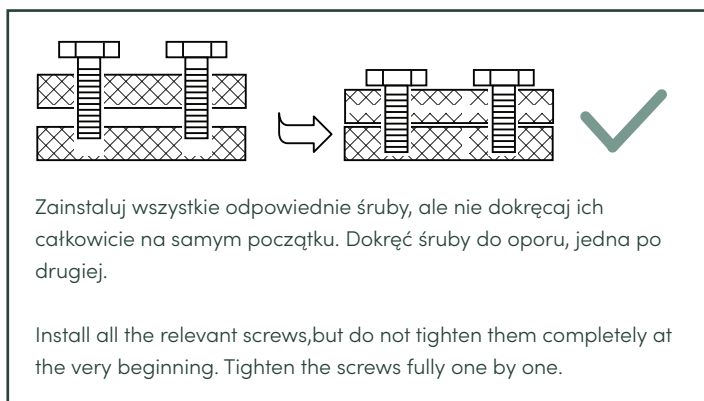 Zainstaluj wszystkie odpowiednie śruby, ale nie dokręcaj ich
całkowicie na samym początku. Dokręć śruby do oporu, jedna po
drugiej.
Install all the relevant screws,but do not tighten them completely at
the very beginning. Tighten the screws fully one by one.